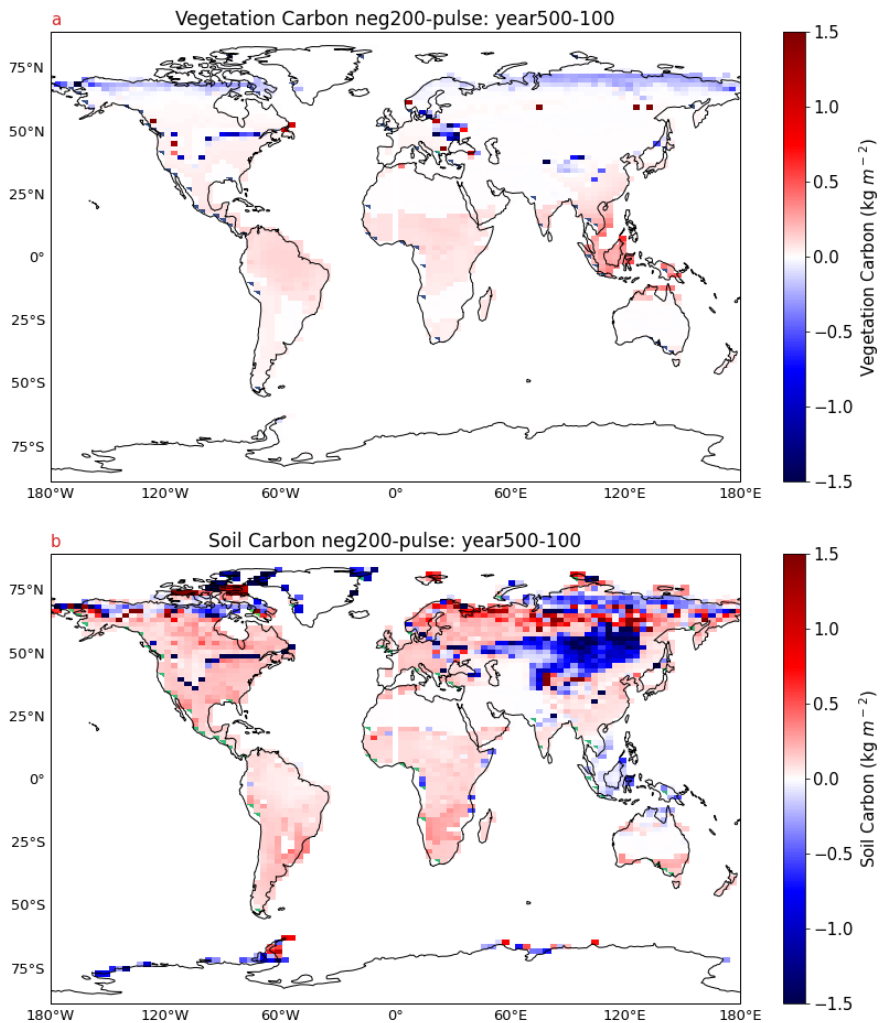 a
Vegetation Carbon neg200-pulse: year500-100
75°N
50°N
25°N
0°
25°S
50°S
75°S
180°W 120°W 60°W 0° 60°E 120°E 180°E
1.5
1.0
0.5
0.0
−0.5
−1.0
−1.5
Vegetation Carbon (kg m⁻²)
b
Soil Carbon neg200-pulse: year500-100
75°N
50°N
25°N
0°
25°S
50°S
75°S
180°W 120°W 60°W 0° 60°E 120°E 180°E
1.5
1.0
0.5
0.0
−0.5
−1.0
−1.5
Soil Carbon (kg m⁻²)